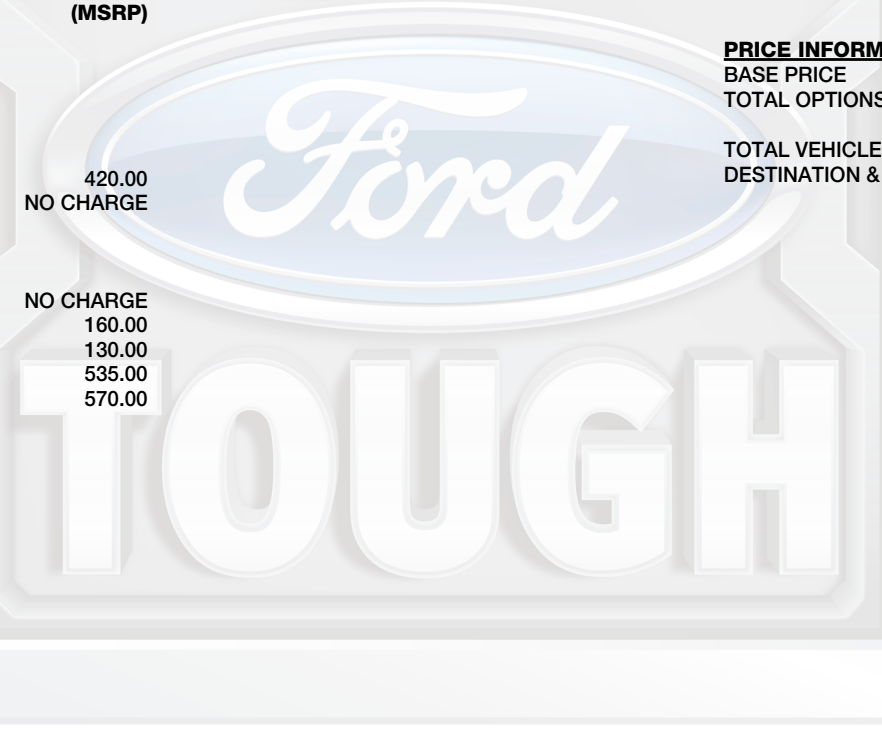 (MSRP)
420.00
NO CHARGE
NO CHARGE
160.00
130.00
535.00
570.00
PRICE INFORM
BASE PRICE
TOTAL OPTIONS
TOTAL VEHICLE
DESTINATION &
Ford
TOUGH